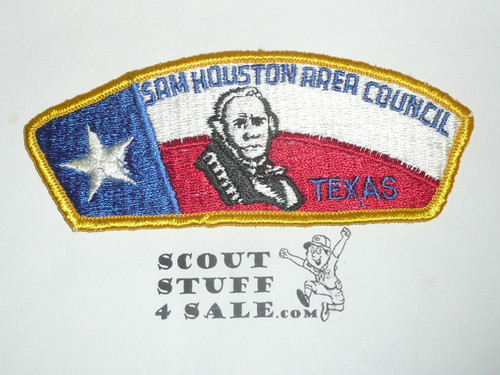 SAM HOUSTON AREA COUNCIL
TEXAS
SCOUT
STUFF
4 SALE.COM